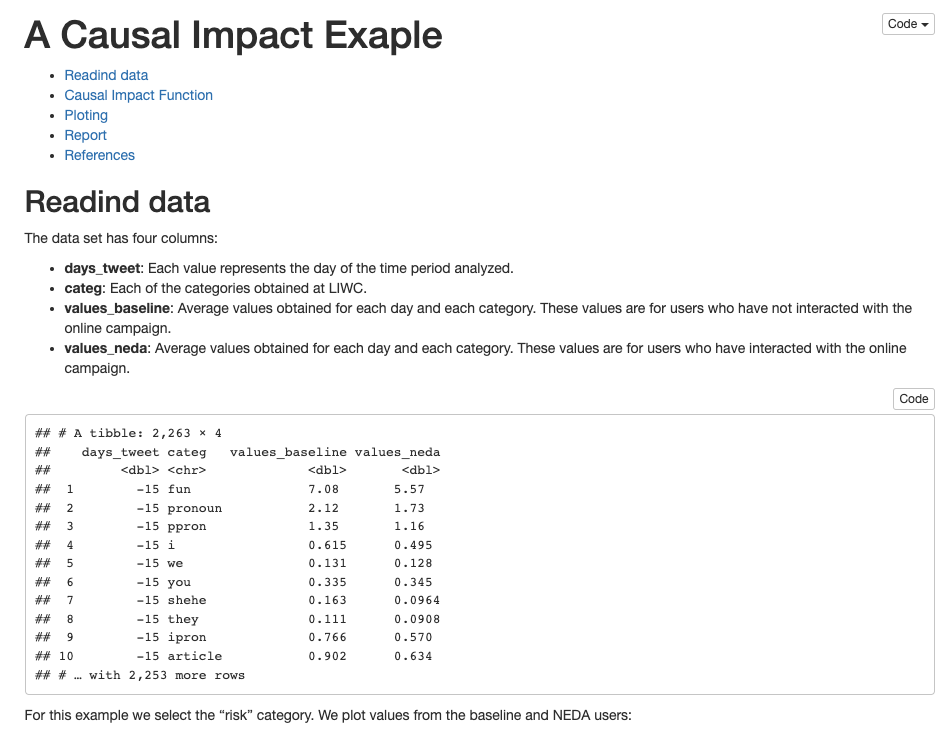 A Causal Impact Exaple
Code
Readind data
Causal Impact Function
Ploting
Report
References
Readind data
The data set has four columns:
days_tweet: Each value represents the day of the time period analyzed.
categ: Each of the categories obtained at LIWC.
values_baseline: Average values obtained for each day and each category. These values are for users who have not interacted with the
online campaign.
values_neda: Average values obtained for each day and each category. These values are for users who have interacted with the online
campaign.
Code
## # A tibble: 2,263 × 4
##    days_tweet categ   values_baseline values_neda
##         <dbl> <chr>             <dbl>       <dbl>
##  1        -15 fun               7.08       5.57
##  2        -15 pronoun           2.12       1.73
##  3        -15 ppron             1.35       1.16
##  4        -15 i                 0.615      0.495
##  5        -15 we                0.131      0.128
##  6        -15 you               0.335      0.345
##  7        -15 shehe             0.163      0.0964
##  8        -15 they              0.111      0.0908
##  9        -15 ipron             0.766      0.570
## 10        -15 article           0.902      0.634
## # … with 2,253 more rows
For this example we select the “risk” category. We plot values from the baseline and NEDA users: